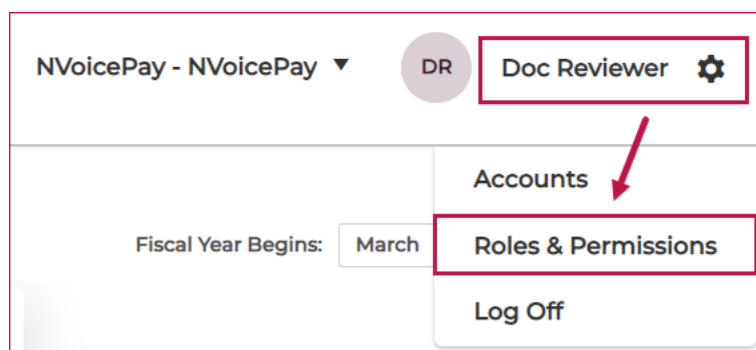 NVoicePay - NVoicePay
DR
Doc Reviewer
Accounts
Fiscal Year Begins:
March
Roles & Permissions
Log Off